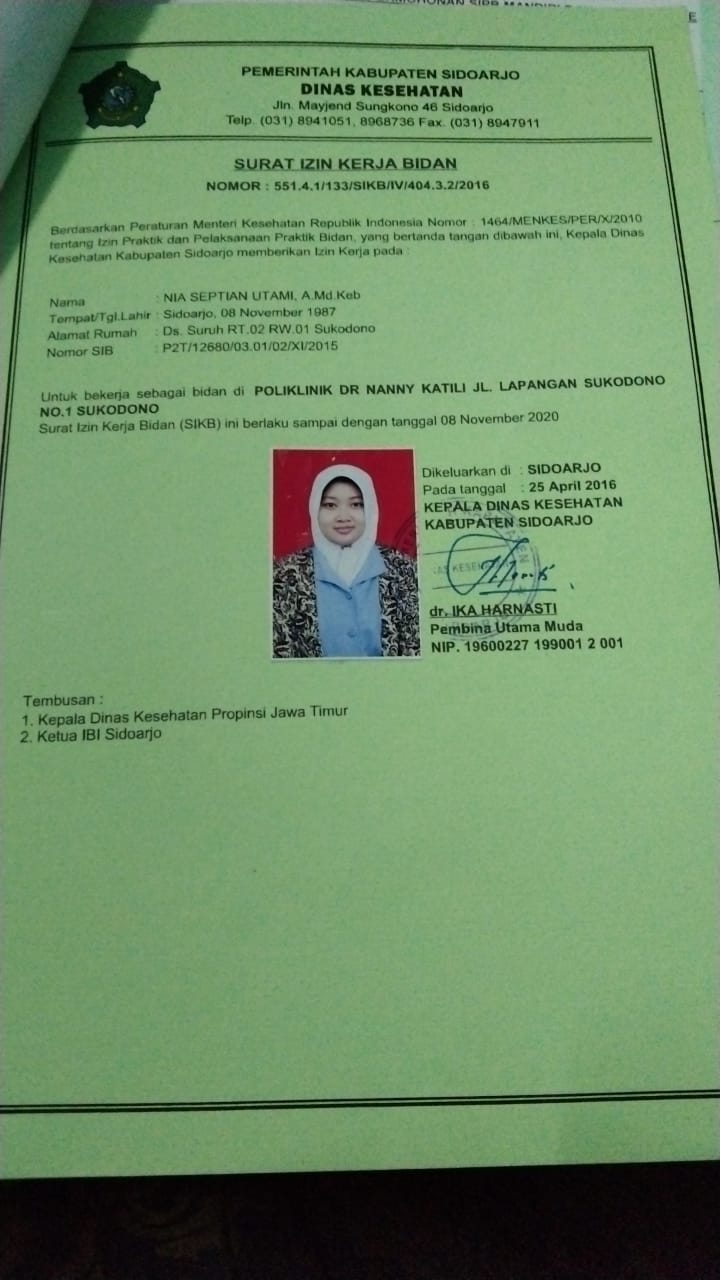 PEMERINTAH KABUPATEN SIDOARJO
DINAS KESEHATAN
Jln. Mayjend Sungkono 46 Sidoarjo
Telp. (031) 8941051, 8968736 Fax. (031) 8947911
SURAT IZIN KERJA BIDAN
NOMOR : 551.4.1/133/SIKB/IV/404.3.2/2016
Berdasarkan Peraturan Menteri Kesehatan Republik Indonesia Nomor : 1464/MENKES/PER/X/2010
tentang Izin Praktik dan Pelaksanaan Praktik Bidan, yang bertanda tangan dibawah ini, Kepala Dinas
Kesehatan Kabupaten Sidoarjo memberikan Izin Kerja pada :
Nama : NIA SEPTIAN UTAMI, A.Md.Keb
Tempat/Tgl.Lahir : Sidoarjo, 08 November 1987
Alamat Rumah : Ds. Suruh RT.02 RW.01 Sukodono
Nomor SIB : P2T/12680/03.01/02/XI/2015
Untuk bekerja sebagai bidan di POLIKLINIK DR NANNY KATILI JL. LAPANGAN SUKODONO
NO.1 SUKODONO
Surat Izin Kerja Bidan (SIKB) ini berlaku sampai dengan tanggal 08 November 2020
Dikeluarkan di : SIDOARJO
Pada tanggal : 25 April 2016
KEPALA DINAS KESEHATAN
KABUPATEN SIDOARJO
dr. IKA HARNASTI
Pembina Utama Muda
NIP. 19600227 199001 2 001
Tembusan :
1. Kepala Dinas Kesehatan Propinsi Jawa Timur
2. Ketua IBI Sidoarjo